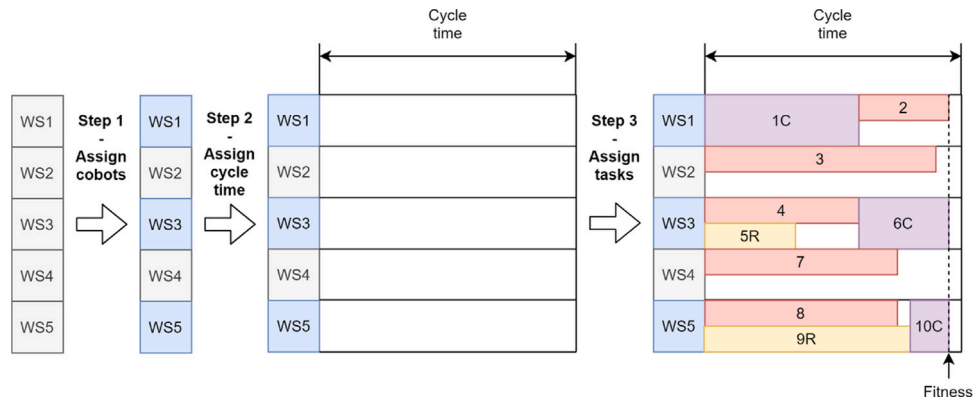 Cycle
time
Cycle
time
WS1
WS2
WS3
WS4
WS5
Step 1
-
Assign
cobots
WS1
WS2
WS3
WS4
WS5
Step 2
-
Assign
cycle
time
WS1
WS2
WS3
WS4
WS5
Step 3
-
Assign
tasks
WS1
1C
2
WS2
3
WS3
4
5R
6C
WS4
7
WS5
8
9R
10C
Fitness